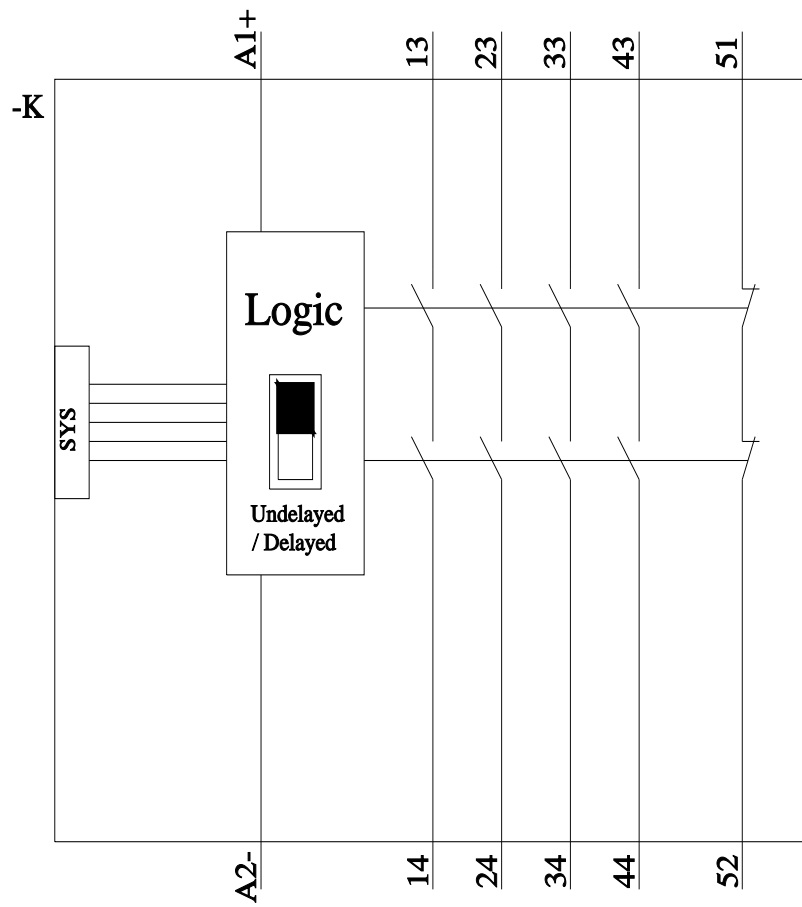 A1+
13
23
33
43
51
-K
Logic
SYS
Undelayed
/ Delayed
A2-
14
24
34
44
52